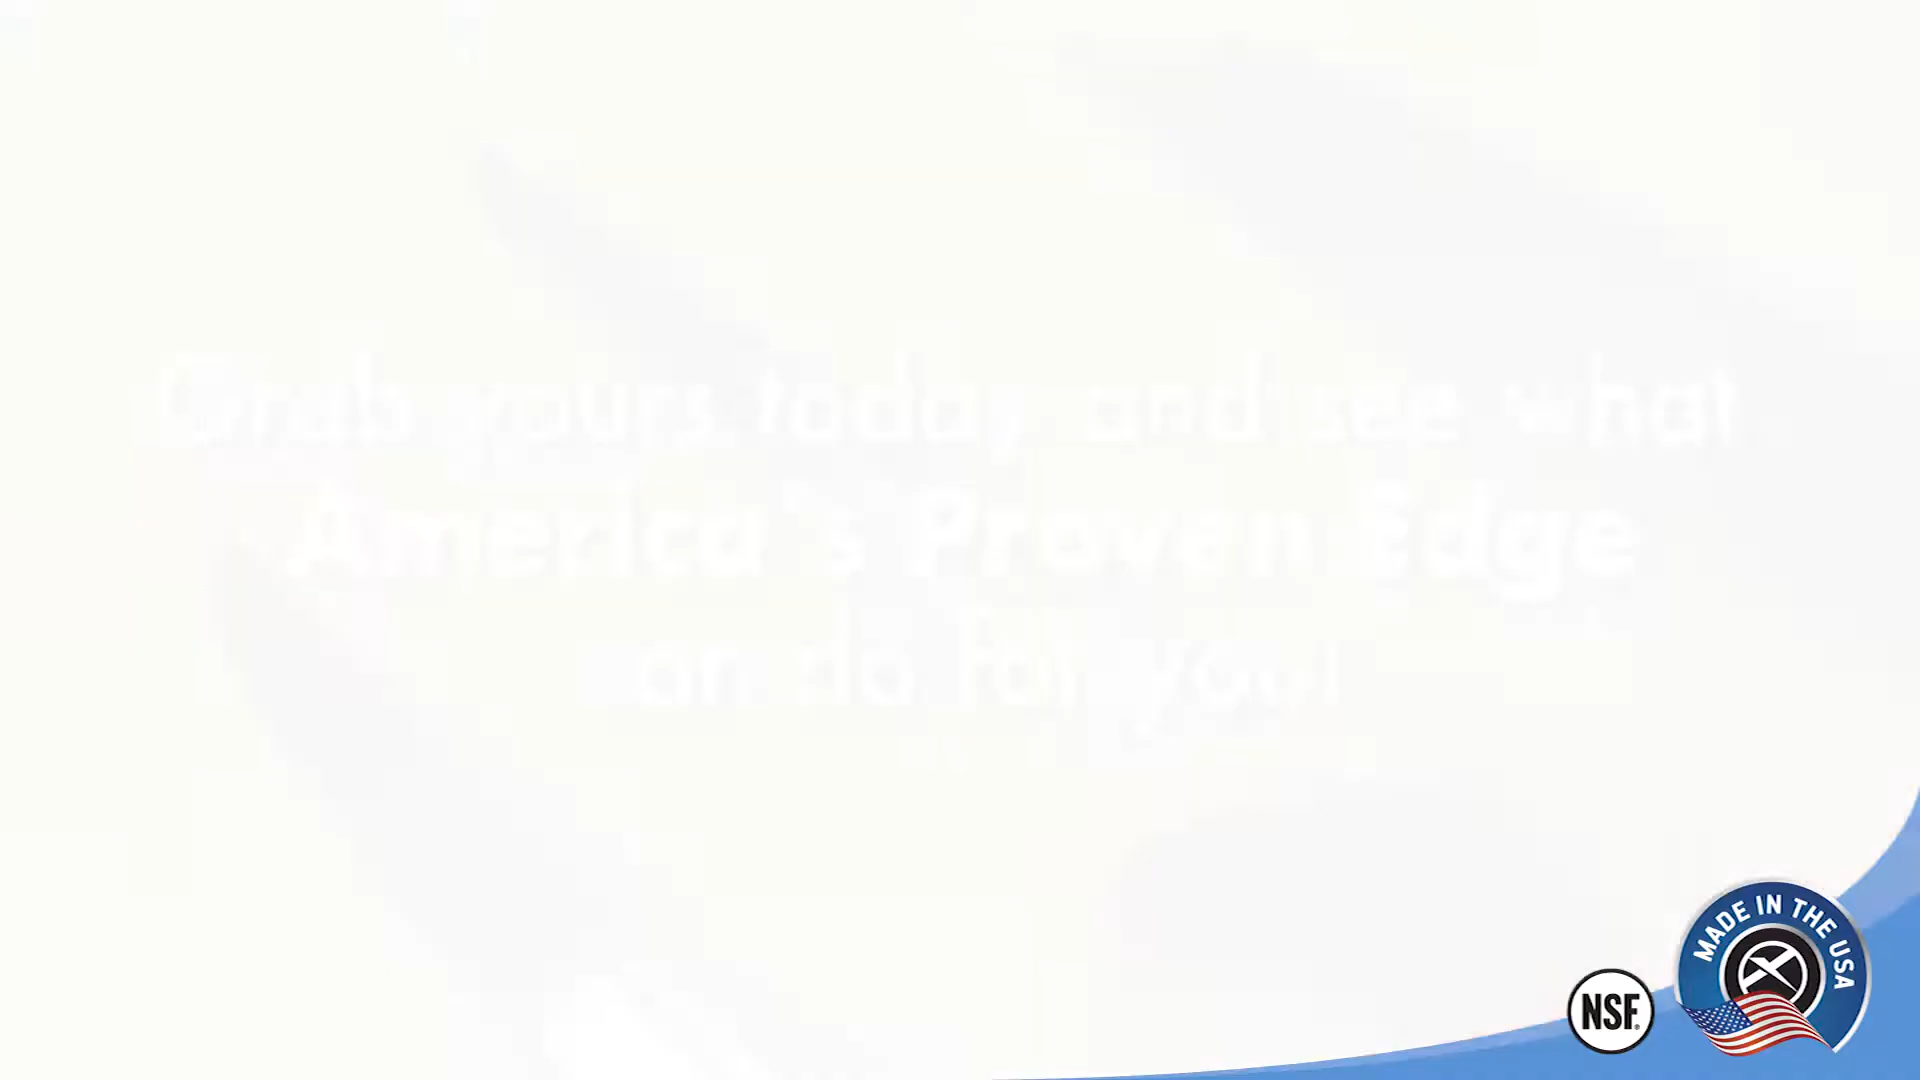 Grab yours today and see what
America's Proven Edge
can do for you!
MADE IN THE USA
NSF